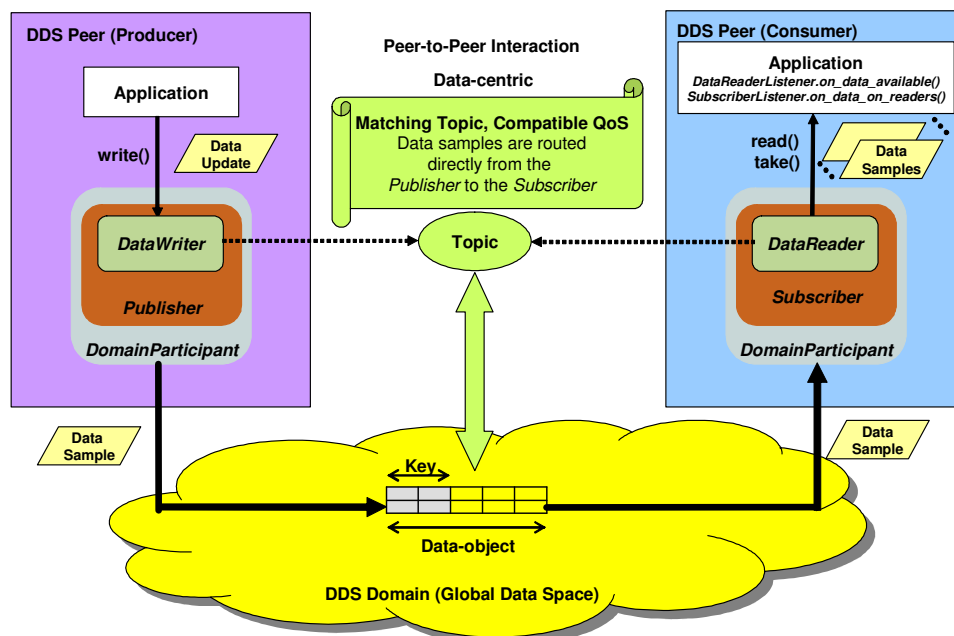 DDS Peer (Producer)
Application
write()
Data
Update
DataWriter
Publisher
DomainParticipant
Data
Sample
Peer-to-Peer Interaction
Data-centric
Matching Topic, Compatible QoS
Data samples are routed
directly from the
Publisher to the Subscriber
Topic
DDS Peer (Consumer)
Application
DataReaderListener.on_data_available()
SubscriberListener.on_data_on_readers()
read()
take()
Data
Samples
DataReader
Subscriber
DomainParticipant
Data
Sample
Key
Data-object
DDS Domain (Global Data Space)